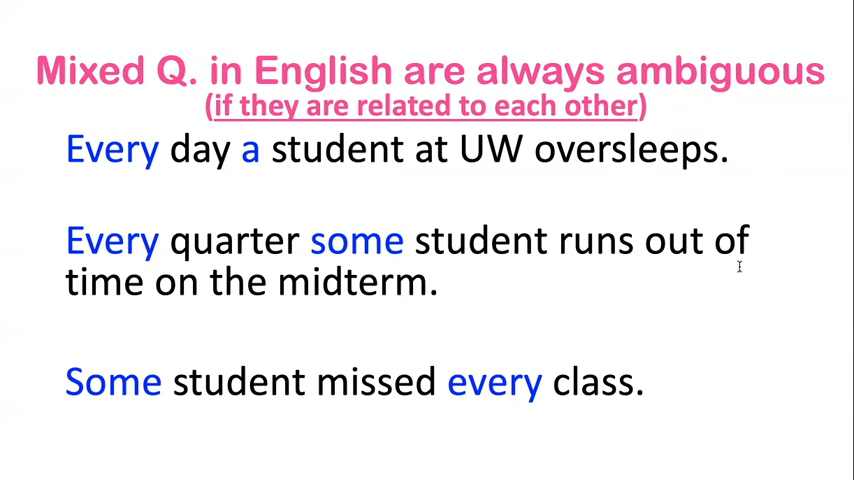 Mixed Q. in English are always ambiguous
(if they are related to each other)
Every day a student at UW oversleeps.
Every quarter some student runs out of
time on the midterm.
Some student missed every class.